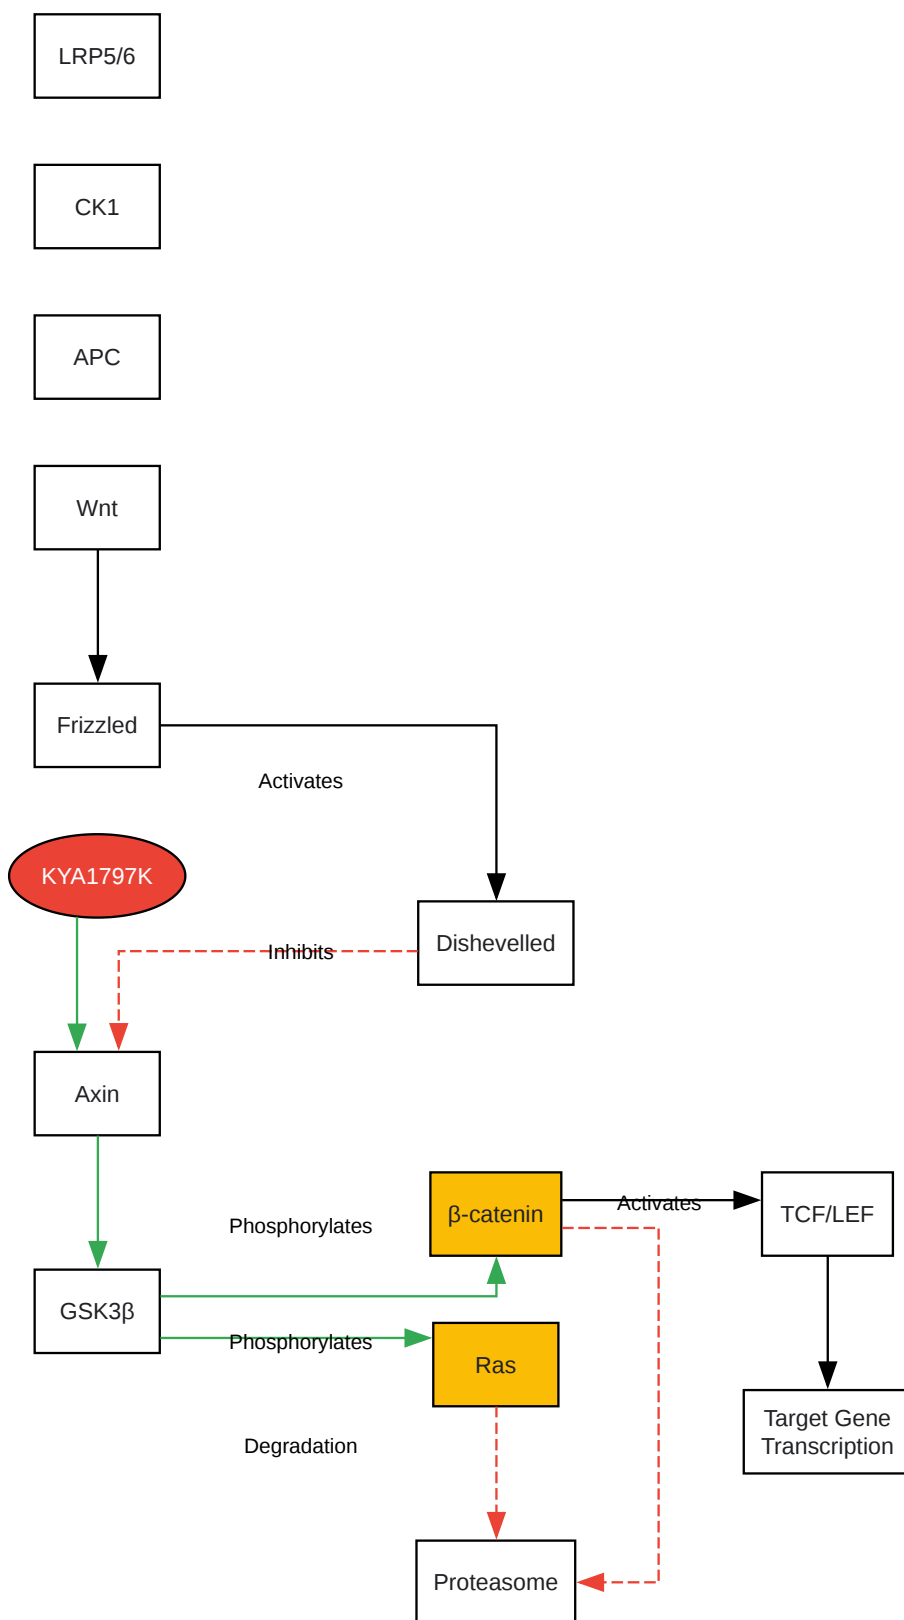 LRP5/6
CK1
APC
Wnt
Frizzled
Activates
KYA1797K
Dishevelled
Inhibits
Axin
β-catenin
Activates
TCF/LEF
Phosphorylates
GSK3β
Phosphorylates
Ras
Target Gene
Transcription
Degradation
Proteasome